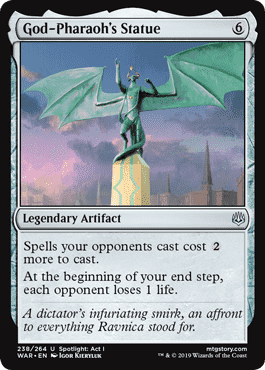 God-Pharaoh's Statue 6
Legendary Artifact
Spells your opponents cast cost 2
more to cast.
At the beginning of your end step,
each opponent loses 1 life.
A dictator's infuriating smirk, an affront
to everything Ravnica stood for.
238/264 U Spotlight: Act I mtgstory.com
WAR • EN Igor Kieryluk ™ & © 2019 Wizards of the Coast